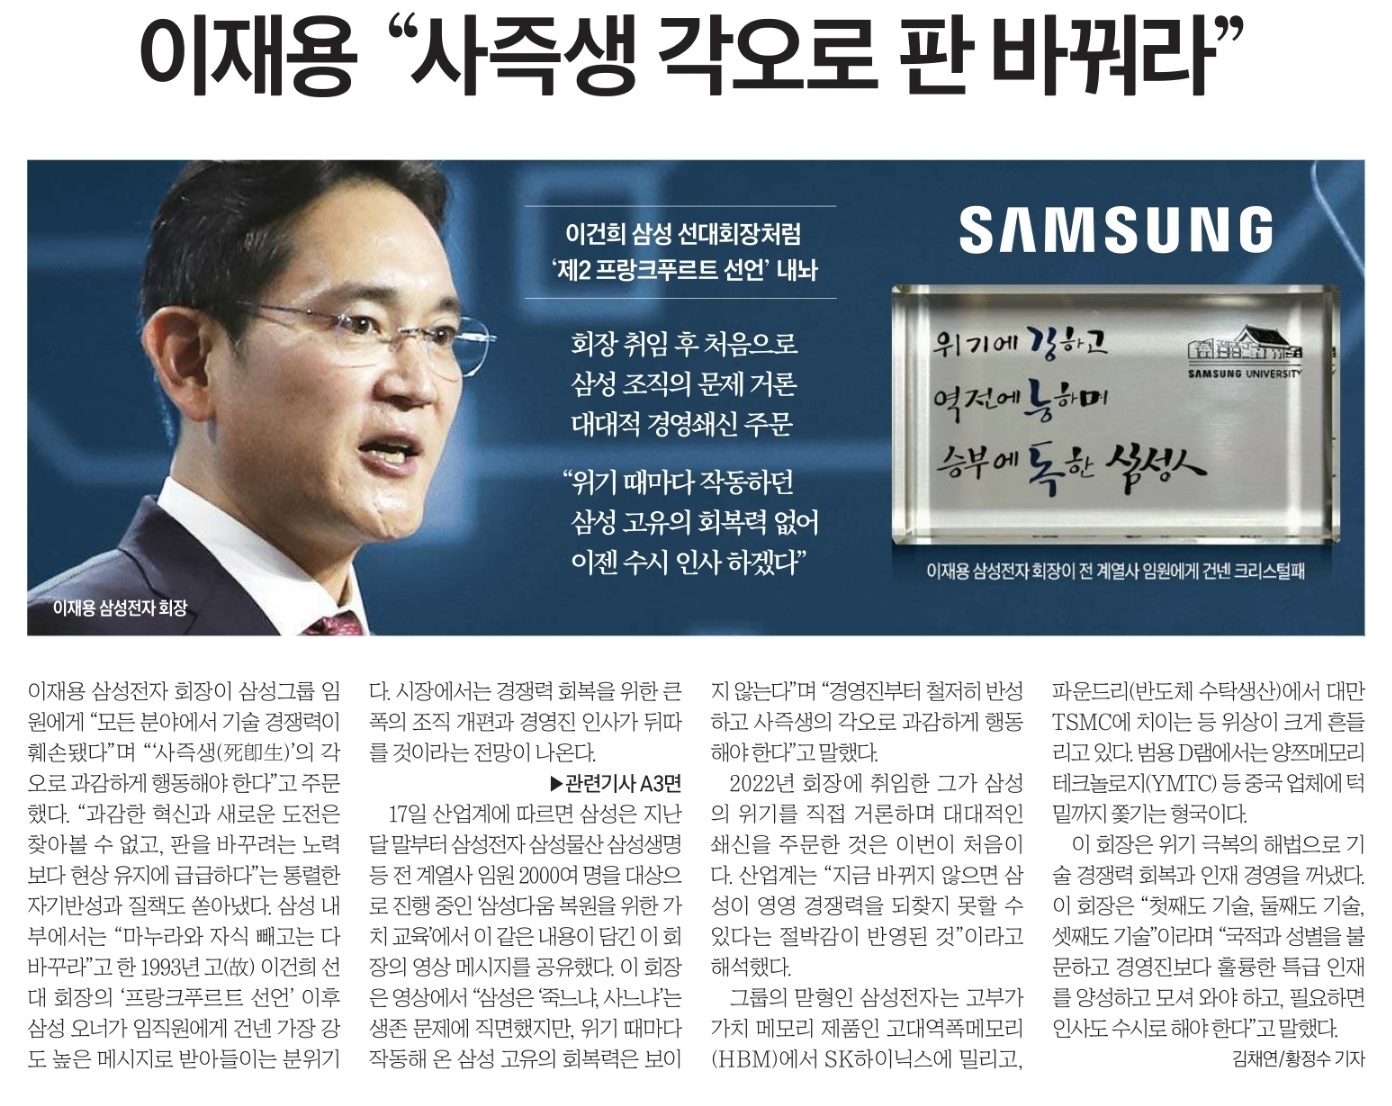 이재용 “사즉생 각오로 판 바꿔라”
이건희 삼성 선대회장처럼
‘제2 프랑크푸르트 선언’ 내놔
회장 취임 후 처음으로
삼성 조직의 문제 거론
대대적 경영쇄신 주문
“위기 때마다 작동하던
삼성 고유의 회복력 없어
이젠 수시 인사 하겠다”
이재용 삼성전자 회장
SAMSUNG
위기에 강하고
역전에 능하며
승부에 독한 삼성人
SAMSUNG UNIVERSITY
이재용 삼성전자 회장이 전 계열사 임원에게 건넨 크리스털패
이재용 삼성전자 회장이 삼성그룹 임
원에게 “모든 분야에서 기술 경쟁력이
훼손됐다”며 “‘사즉생(死卽生)’의 각
오로 과감하게 행동해야 한다”고 주문
했다. “과감한 혁신과 새로운 도전은
찾아볼 수 없고, 판을 바꾸려는 노력
보다 현상 유지에 급급하다”는 통렬한
자기반성과 질책도 쏟아냈다. 삼성 내
부에서는 “마누라와 자식 빼고는 다
바꾸라”고 한 1993년 고(故) 이건희 선
대 회장의 ‘프랑크푸르트 선언’ 이후
삼성 오너가 임직원에게 건넨 가장 강
도 높은 메시지로 받아들이는 분위기
다. 시장에서는 경쟁력 회복을 위한 큰
폭의 조직 개편과 경영진 인사가 뒤따
를 것이라는 전망이 나온다.
▶관련기사 A3면
17일 산업계에 따르면 삼성은 지난
달 말부터 삼성전자 삼성물산 삼성생명
등 전 계열사 임원 2000여 명을 대상으
로 진행 중인 ‘삼성다움 복원을 위한 가
치 교육’에서 이 같은 내용이 담긴 이 회
장의 영상 메시지를 공유했다. 이 회장
은 영상에서 “삼성은 ‘죽느냐, 사느냐’는
생존 문제에 직면했지만, 위기 때마다
작동해 온 삼성 고유의 회복력은 보이
지 않는다”며 “경영진부터 철저히 반성
하고 사즉생의 각오로 과감하게 행동
해야 한다”고 말했다.
2022년 회장에 취임한 그가 삼성
의 위기를 직접 거론하며 대대적인
쇄신을 주문한 것은 이번이 처음이
다. 산업계는 “지금 바뀌지 않으면 삼
성이 영영 경쟁력을 되찾지 못할 수
있다는 절박감이 반영된 것”이라고
해석했다.
그룹의 맏형인 삼성전자는 고부가
가치 메모리 제품인 고대역폭메모리
(HBM)에서 SK하이닉스에 밀리고,
파운드리(반도체 수탁생산)에서 대만
TSMC에 치이는 등 위상이 크게 흔들
리고 있다. 범용 D램에서는 양쯔메모리
테크놀로지(YMTC) 등 중국 업체에 턱
밑까지 쫓기는 형국이다.
이 회장은 위기 극복의 해법으로 기
술 경쟁력 회복과 인재 경영을 꺼냈다.
이 회장은 “첫째도 기술, 둘째도 기술,
셋째도 기술”이라며 “국적과 성별을 불
문하고 경영진보다 훌륭한 특급 인재
를 양성하고 모셔 와야 하고, 필요하면
인사도 수시로 해야 한다”고 말했다.
김채연/황정수 기자